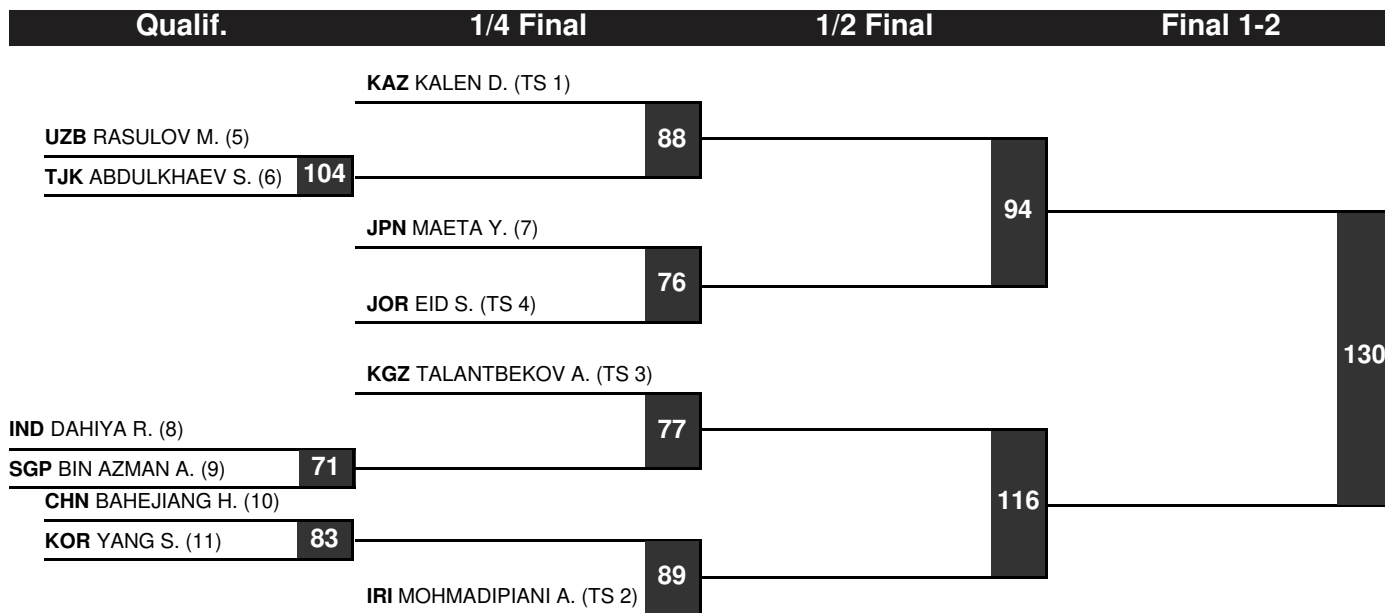 Qualif. 1/4 Final 1/2 Final Final 1-2
KAZ KALEN D. (TS 1)
88
UZB RASULOV M. (5)
TJK ABDULKHAEV S. (6) 104
94
JPN MAETA Y. (7)
76
JOR EID S. (TS 4)
130
KGZ TALANTBEKOV A. (TS 3)
77
IND DAHIYA R. (8)
SGP BIN AZMAN A. (9) 71
116
CHN BAHEJIANG H. (10)
KOR YANG S. (11) 83
89
IRI MOHMADIPIANI A. (TS 2)